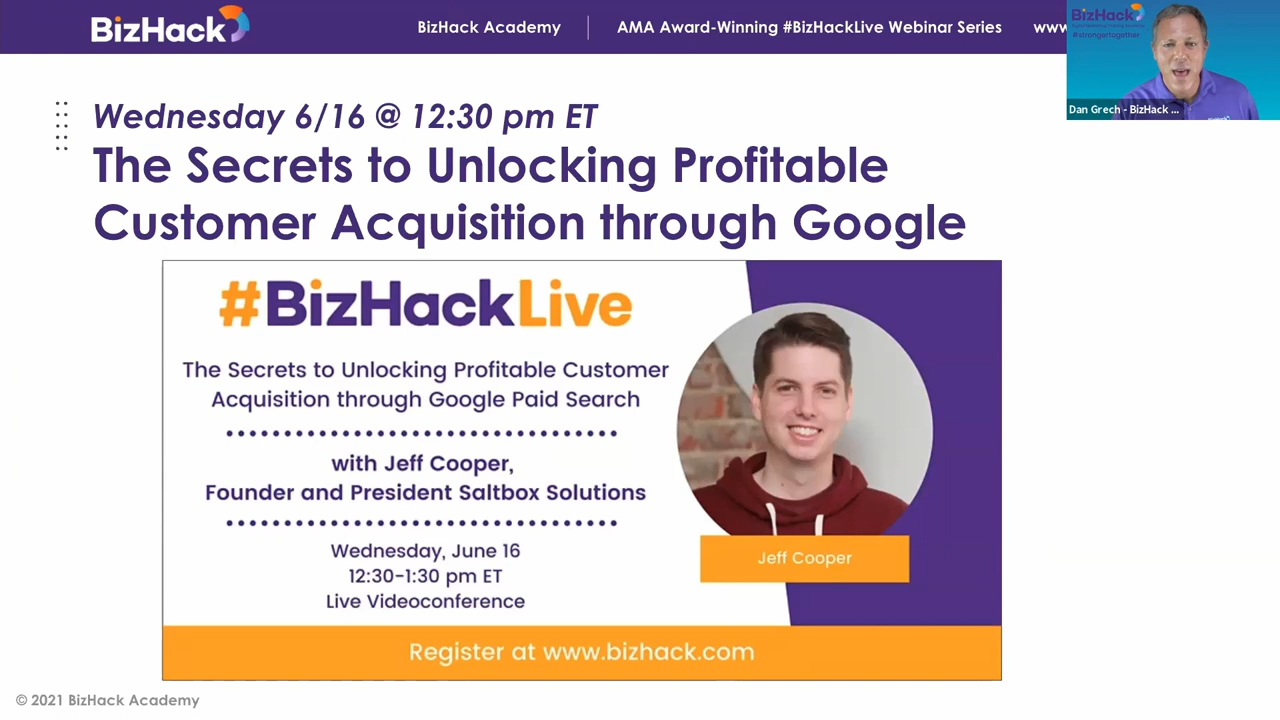 BizHack
BizHack Academy
AMA Award-Winning #BizHackLive Webinar Series
www
BizHack
#strongertogether
Dan Grech - BizHack ...
Wednesday 6/16 @ 12:30 pm ET
The Secrets to Unlocking Profitable
Customer Acquisition through Google
#BizHackLive
The Secrets to Unlocking Profitable Customer
Acquisition through Google Paid Search
with Jeff Cooper,
Founder and President Saltbox Solutions
Wednesday, June 16
12:30-1:30 pm ET
Live Videoconference
Jeff Cooper
Register at www.bizhack.com
© 2021 BizHack Academy